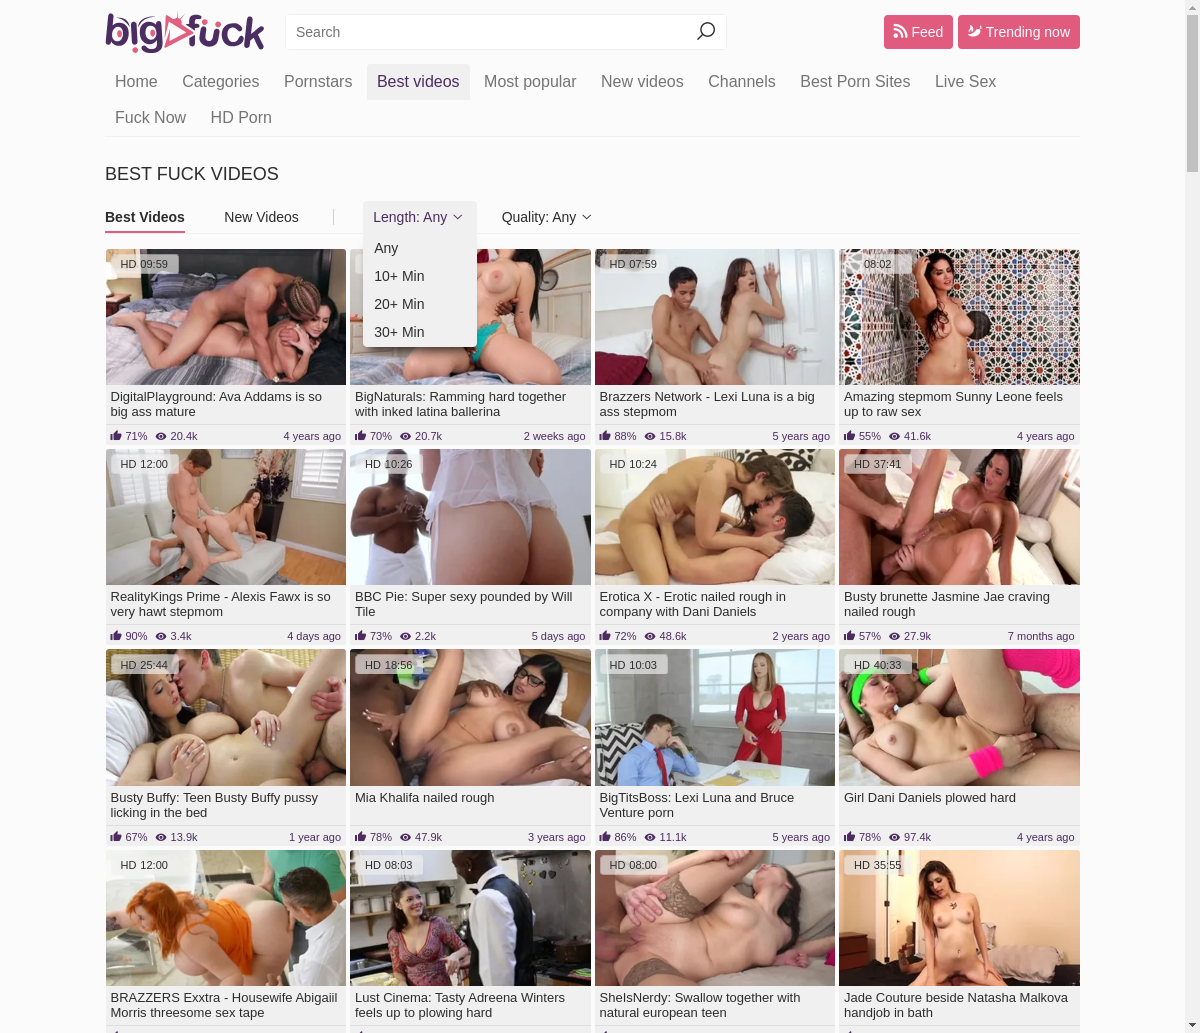 bigfuck
Search
Feed
Trending now
Home Categories Pornstars Best videos Most popular New videos Channels Best Porn Sites Live Sex
Fuck Now HD Porn
BEST FUCK VIDEOS
Best Videos New Videos Length: Any Quality: Any
Any
10+ Min
20+ Min
30+ Min
HD 09:59
DigitalPlayground: Ava Addams is so
big ass mature
71% 20.4k 4 years ago
BigNaturals: Ramming hard together
with inked latina ballerina
70% 20.7k 2 weeks ago
HD 07:59
Brazzers Network - Lexi Luna is a big
ass stepmom
88% 15.8k 5 years ago
08:02
Amazing stepmom Sunny Leone feels
up to raw sex
55% 41.6k 4 years ago
HD 12:00
RealityKings Prime - Alexis Fawx is so
very hawt stepmom
90% 3.4k 4 days ago
HD 10:26
BBC Pie: Super sexy pounded by Will
Tile
73% 2.2k 5 days ago
HD 10:24
Erotica X - Erotic nailed rough in
company with Dani Daniels
72% 48.6k 2 years ago
HD 37:41
Busty brunette Jasmine Jae craving
nailed rough
57% 27.9k 7 months ago
HD 25:44
Busty Buffy: Teen Busty Buffy pussy
licking in the bed
67% 13.9k 1 year ago
HD 18:56
Mia Khalifa nailed rough
78% 47.9k 3 years ago
HD 10:03
BigTitsBoss: Lexi Luna and Bruce
Venture porn
86% 11.1k 5 years ago
HD 40:33
Girl Dani Daniels plowed hard
78% 97.4k 4 years ago
HD 12:00
BRAZZERS Exxtra - Housewife Abigaiil
Morris threesome sex tape
HD 08:03
Lust Cinema: Tasty Adreena Winters
feels up to plowing hard
HD 08:00
SheIsNerdy: Swallow together with
natural european teen
HD 35:55
Jade Couture beside Natasha Malkova
handjob in bath